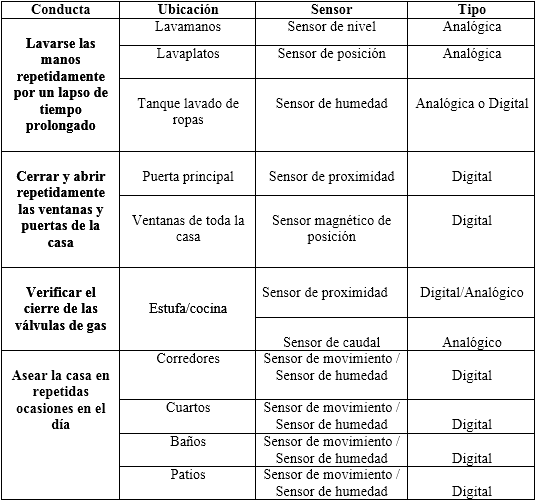 Conducta Ubicación Sensor Tipo
Lavarse las
manos
repetidamente
por un lapso de
tiempo
prolongado
Lavamanos Sensor de nivel Analógica
Lavaplatos Sensor de posición Analógica
Tanque lavado de
ropas
Sensor de humedad Analógica o Digital
Cerrar y abrir
repetidamente
las ventanas y
puertas de la
casa
Puerta principal Sensor de proximidad Digital
Ventanas de toda la
casa
Sensor magnético de
posición
Digital
Verificar el
cierre de las
válvulas de gas
Estufa/cocina
Sensor de proximidad Digital/Analógico
Sensor de caudal Analógico
Asear la casa en
repetidas
ocasiones en el
día
Corredores
Sensor de movimiento /
Sensor de humedad
Digital
Cuartos
Sensor de movimiento /
Sensor de humedad
Digital
Baños
Sensor de movimiento /
Sensor de humedad
Digital
Patios
Sensor de movimiento /
Sensor de humedad
Digital